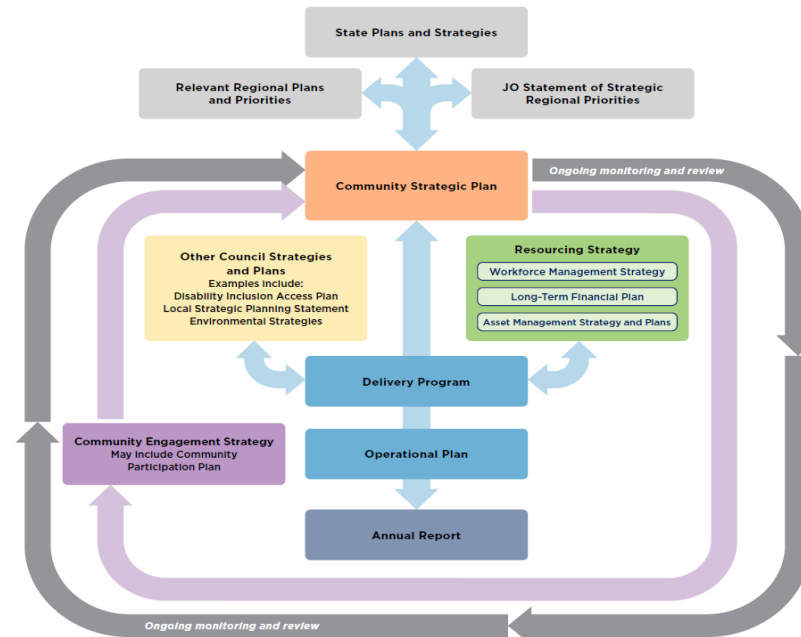 State Plans and Strategies
Relevant Regional Plans
and Priorities
JO Statement of Strategic
Regional Priorities
Community Strategic Plan
Ongoing monitoring and review
Other Council Strategies
and Plans
Examples include:
Disability Inclusion Access Plan
Local Strategic Planning Statement
Environmental Strategies
Resourcing Strategy
Workforce Management Strategy
Long-Term Financial Plan
Asset Management Strategy and Plans
Delivery Program
Community Engagement Strategy
May Include Community
Participation Plan
Operational Plan
Annual Report
Ongoing monitoring and review